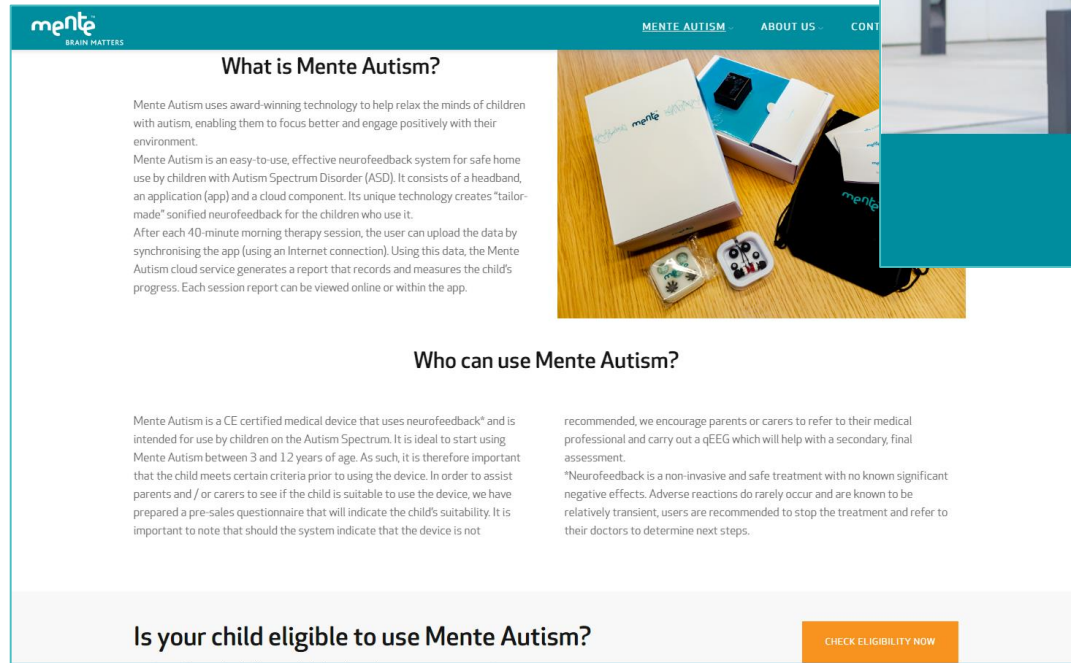 mente™
BRAIN MATTERS
MENTE AUTISM
ABOUT US
CONT
What is Mente Autism?
Mente Autism uses award-winning technology to help relax the minds of children
with autism, enabling them to focus better and engage positively with their
environment.
Mente Autism is an easy-to-use, effective neurofeedback system for safe home
use by children with Autism Spectrum Disorder (ASD). It consists of a headband,
an application (app) and a cloud component. Its unique technology creates "tailor-
made" sonified neurofeedback for the children who use it.
After each 40-minute morning therapy session, the user can upload the data by
synchronising the app (using an Internet connection). Using this data, the Mente
Autism cloud service generates a report that records and measures the child's
progress. Each session report can be viewed online or within the app.
mente
mente
Who can use Mente Autism?
Mente Autism is a CE certified medical device that uses neurofeedback* and is
intended for use by children on the Autism Spectrum. It is ideal to start using
Mente Autism between 3 and 12 years of age. As such, it is therefore important
that the child meets certain criteria prior to using the device. In order to assist
parents and / or carers to see if the child is suitable to use the device, we have
prepared a pre-sales questionnaire that will indicate the child's suitability. It is
important to note that should the system indicate that the device is not
recommended, we encourage parents or carers to refer to their medical
professional and carry out a qEEG which will help with a secondary, final
assessment.
*Neurofeedback is a non-invasive and safe treatment with no known significant
negative effects. Adverse reactions do rarely occur and are known to be
relatively transient, users are recommended to stop the treatment and refer to
their doctors to determine next steps.
Is your child eligible to use Mente Autism?
CHECK ELIGIBILITY NOW